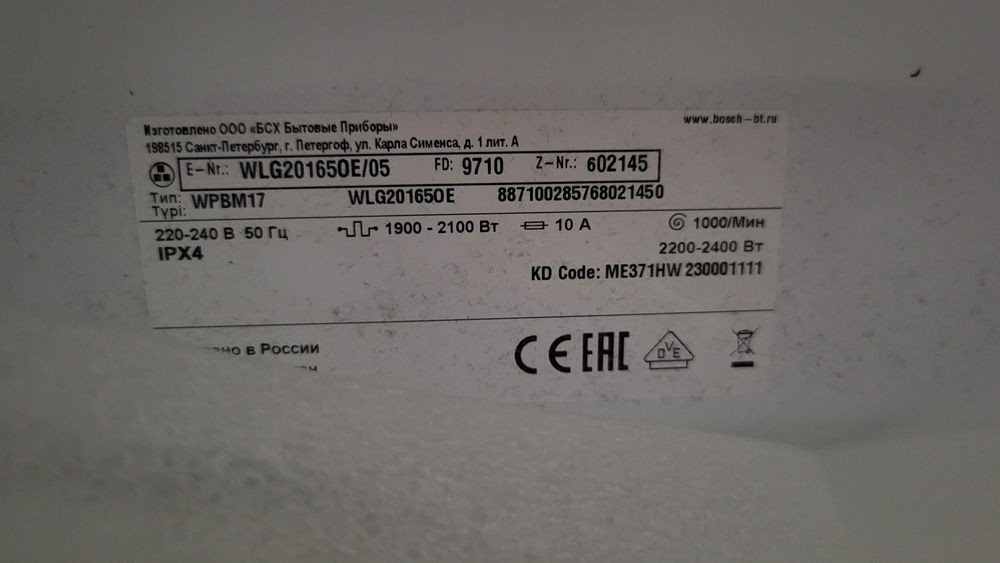 Изготовлено ООО «БСХ Бытовые Приборы» www.bosch-bt.ru
198515 Санкт-Петербург, г. Петергоф, ул. Карла Сименса, д. 1 лит. А
E-Nr.: WLG20165OE/05 FD: 9710 Z-Nr.: 602145
Тип: WPBM17 WLG20165OE 887100285768021450
Typi:
220-240 В 50 Гц 1900 - 2100 Вт 10 А 1000/Мин
IPX4 2200-2400 Вт
KD Code: ME371HW 230001111
в России
CE EAC OVE